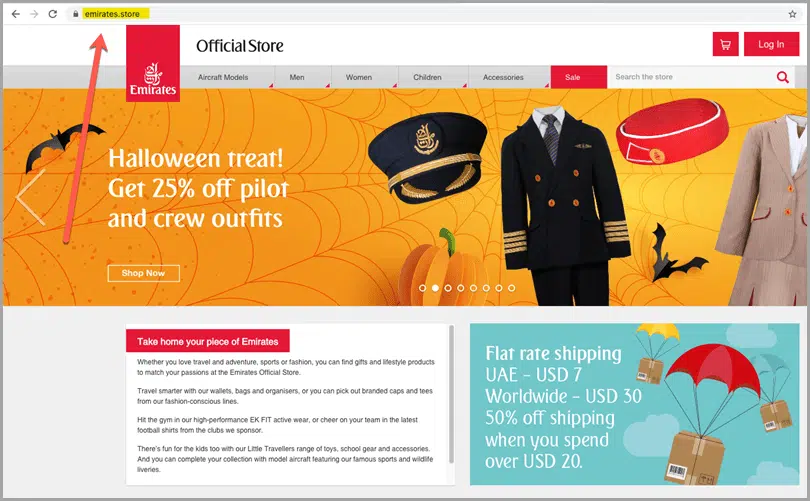 emirates.store
Official Store
Log In
Emirates
Aircraft Models
Men
Women
Children
Accessories
Sale
Search the store
Halloween treat!
Get 25% off pilot
and crew outfits
Shop Now
Take home your piece of Emirates
Whether you love travel and adventure, sports or fashion, you can find gifts and lifestyle products
to match your passions at the Emirates Official Store.
Travel smarter with our wallets, bags and organisers, or you can pick out branded caps and tees
from our fashion-conscious lines.
Hit the gym in our high-performance EK FIT active wear, or cheer on your team in the latest
football shirts from the clubs we sponsor.
There's fun for the kids too with our Little Travellers range of toys, school gear and accessories.
And you can complete your collection with model aircraft featuring our famous sports and wildlife
liveries.
Flat rate shipping
UAE – USD 7
Worldwide – USD 30
50% off shipping
when you spend
over USD 20.